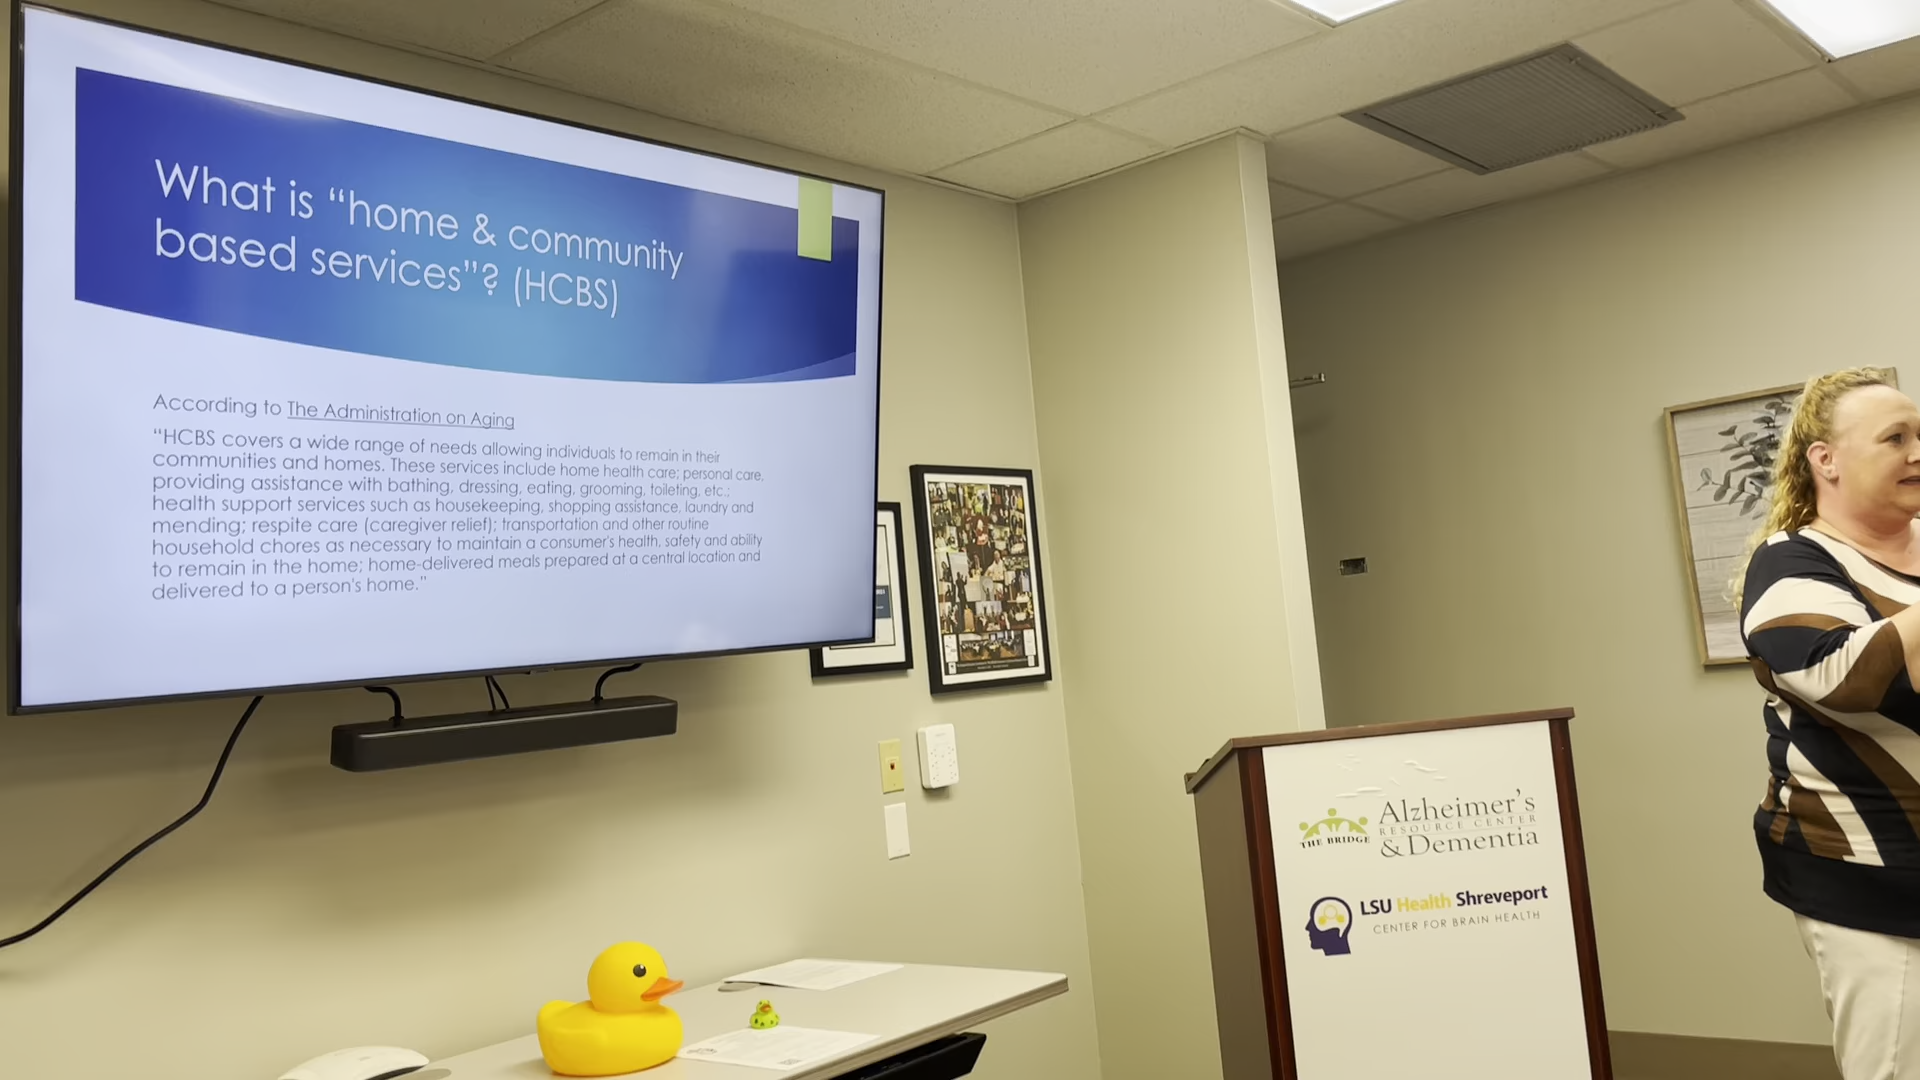 What is “home & community
based services”? (HCBS)
According to The Administration on Aging
“HCBS covers a wide range of needs allowing individuals to remain in their
communities and homes. These services include home health care; personal care,
providing assistance with bathing, dressing, eating, grooming, toileting, etc.;
health support services such as housekeeping, shopping assistance, laundry and
mending; respite care (caregiver relief); transportation and other routine
household chores as necessary to maintain a consumer's health, safety and ability
to remain in the home; home-delivered meals prepared at a central location and
delivered to a person's home.”
THE BRIDGE
Alzheimer's
RESOURCE CENTER
& Dementia
LSU Health Shreveport
CENTER FOR BRAIN HEALTH